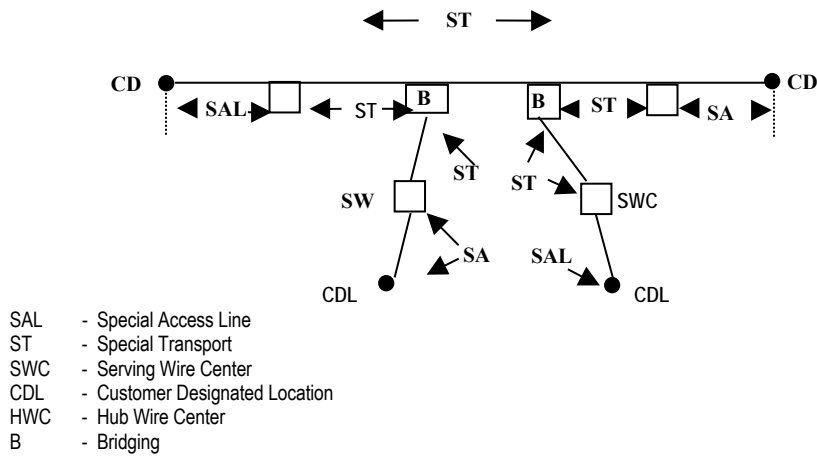 ST
CD CD
SAL ST B B ST SA
ST ST
SW SWC
SA SAL
CDL CDL
SAL - Special Access Line
ST - Special Transport
SWC - Serving Wire Center
CDL - Customer Designated Location
HWC - Hub Wire Center
B - Bridging